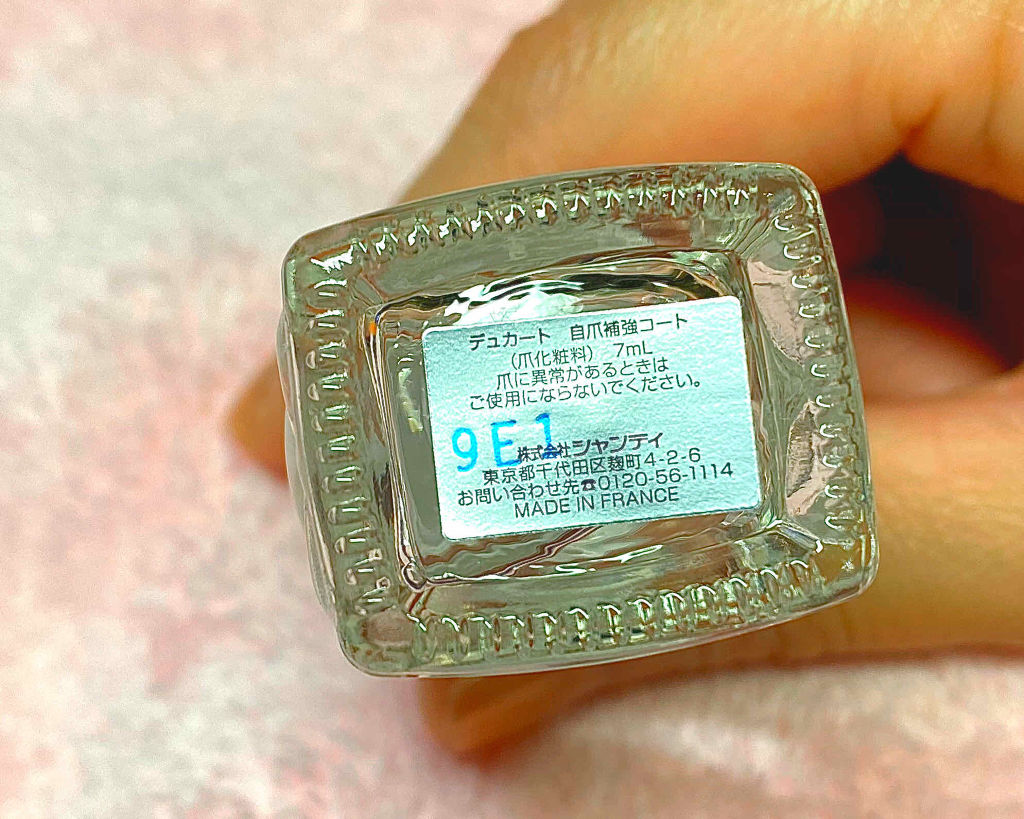 デュカート 自爪補強コート
（爪化粧料） 7mL
爪に異常があるときは
ご使用にならないでください。
9E1
株式会社シャンティ
東京都千代田区麹町4-2-6
お問い合わせ先☎0120-56-1114
MADE IN FRANCE